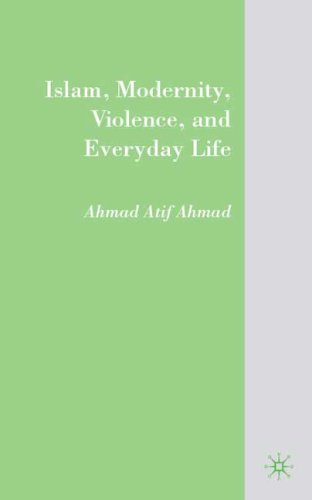 Islam, Modernity,
Violence, and
Everyday Life
Ahmad Atif Ahmad